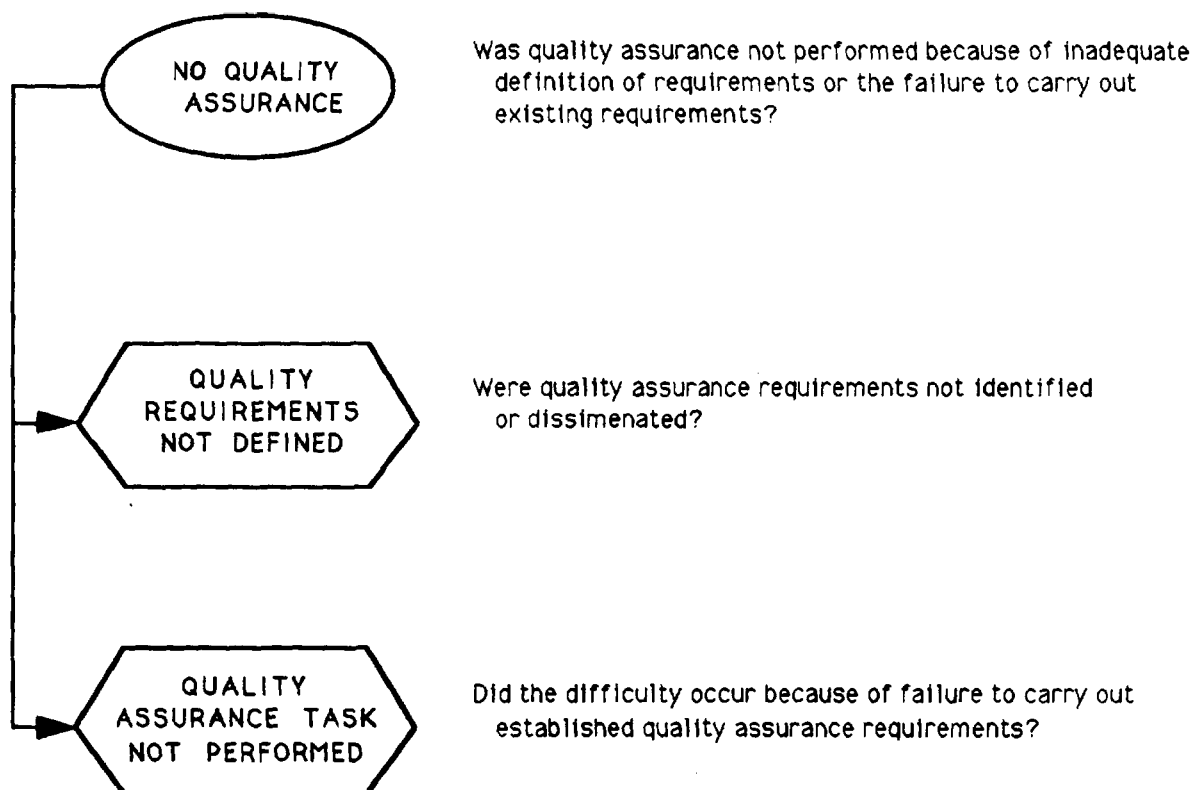 NO QUALITY
ASSURANCE
Was quality assurance not performed because of inadequate
definition of requirements or the failure to carry out
existing requirements?
QUALITY
REQUIREMENTS
NOT DEFINED
Were quality assurance requirements not identified
or dissimenated?
QUALITY
ASSURANCE TASK
NOT PERFORMED
Did the difficulty occur because of failure to carry out
established quality assurance requirements?